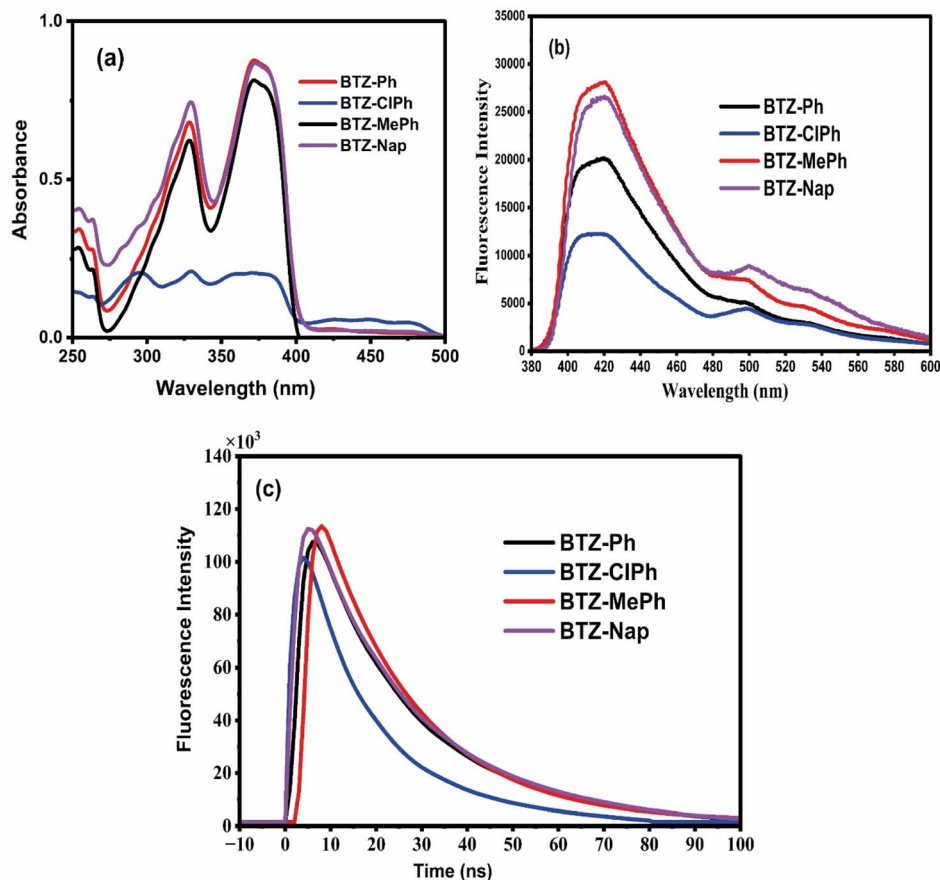 (a)
1.0
0.5
0.0
Absorbance
BTZ-Ph
BTZ-ClPh
BTZ-MePh
BTZ-Nap
250 300 350 400 450 500
Wavelength (nm)
(b)
35000
30000
25000
20000
15000
10000
5000
0
Fluorescence Intensity
BTZ-Ph
BTZ-ClPh
BTZ-MePh
BTZ-Nap
380 400 420 440 460 480 500 520 540 560 580 600
Wavelength (nm)
×10³
(c)
140
120
100
80
60
40
20
0
Fluorescence Intensity
BTZ-Ph
BTZ-ClPh
BTZ-MePh
BTZ-Nap
−10 0 10 20 30 40 50 60 70 80 90 100
Time (ns)